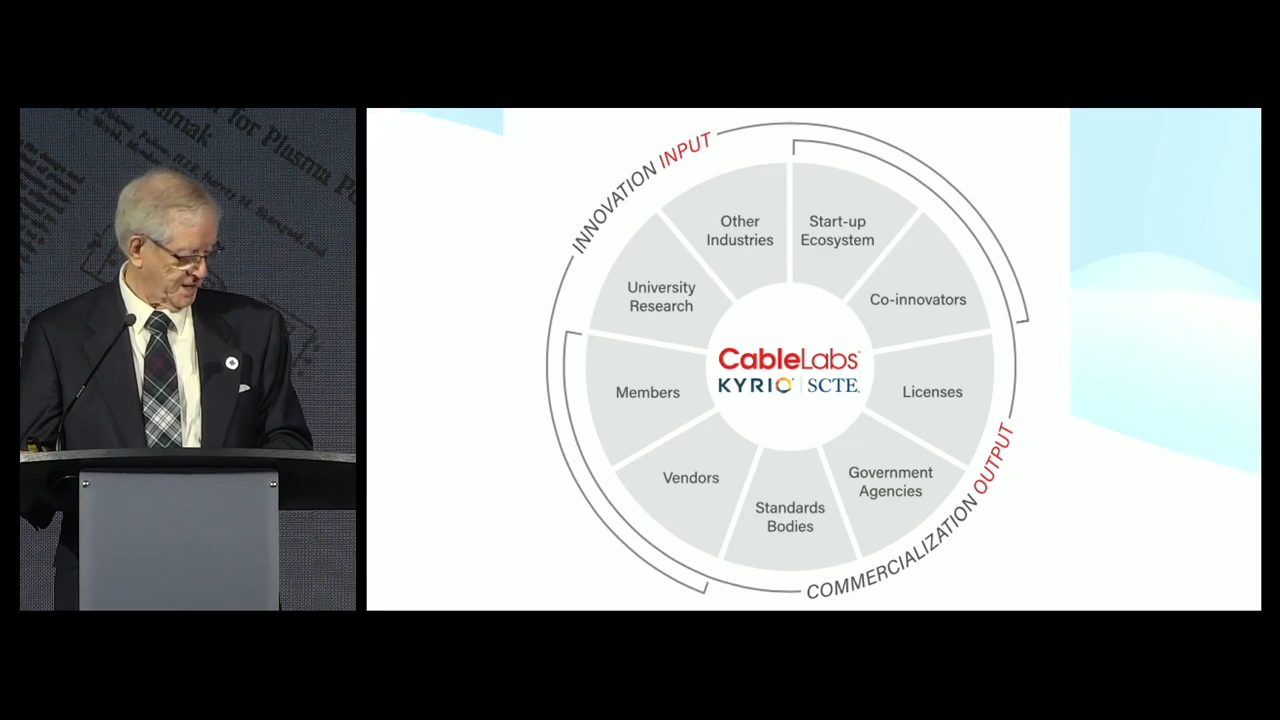 INNOVATION INPUT
Other
Industries
Start-up
Ecosystem
University
Research
Co-innovators
CableLabs
KYRIO | SCTE
Members
Licenses
Vendors
Government
Agencies
Standards
Bodies
COMMERCIALIZATION OUTPUT
for Plasma